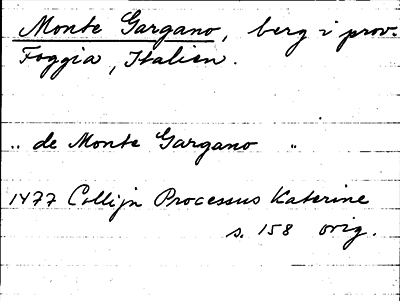 Monte Gargano, berg i prov.
Foggia, Italien.
.. de Monte Gargano ..
1477 Collijn Processus Katerine
s. 158 orig.